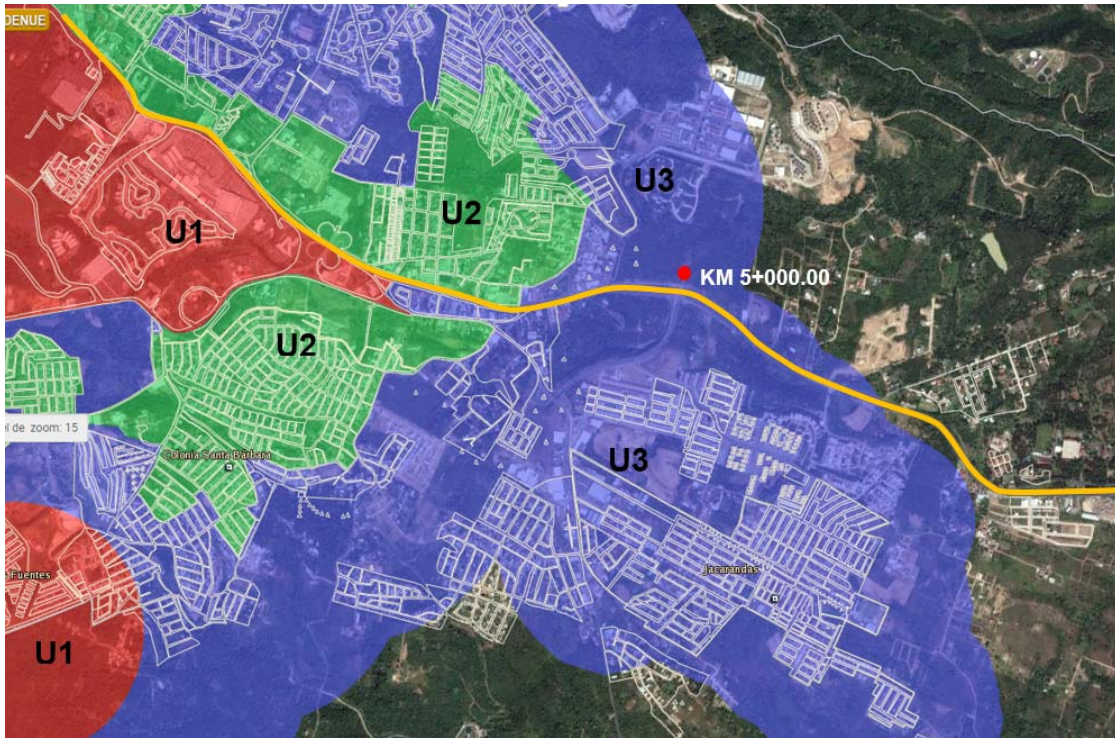 DENUE
U3
U2
U1
KM 5+000.00
U2
el de zoom: 15
Colonia Santa Bárbara
U3
Jacarandas
Fuentes
U1